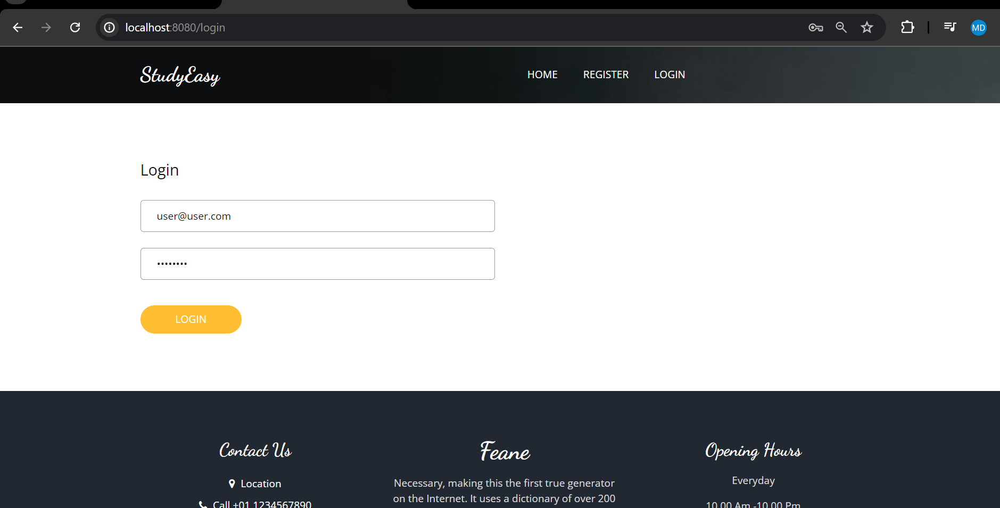 localhost:8080/login
MD
StudyEasy
HOME REGISTER LOGIN
Login
user@user.com
••••••••
LOGIN
Contact Us
Location
Call +01 1234567890
Feane
Necessary, making this the first true generator
on the Internet. It uses a dictionary of over 200
Opening Hours
Everyday
10.00 Am -10.00 Pm